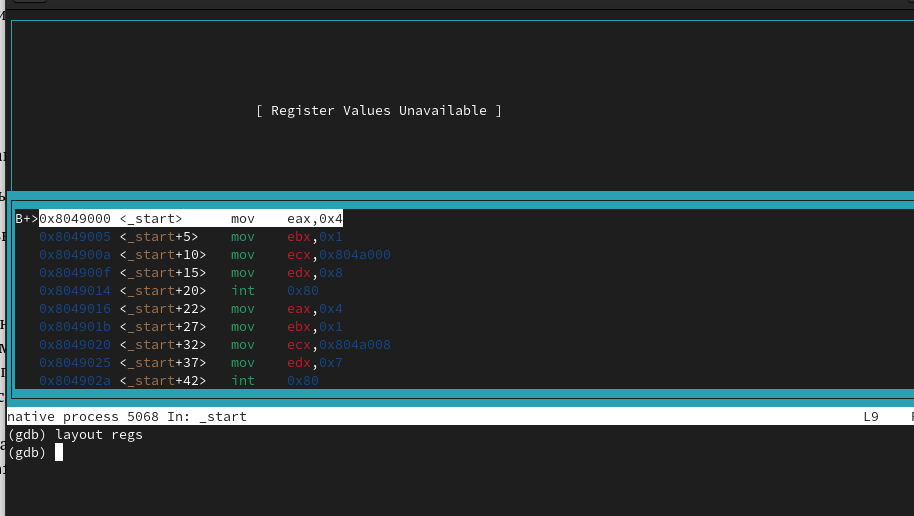 [ Register Values Unavailable ]
B+>0x8049000 <_start>      mov    eax,0x4
0x8049005 <_start+5>    mov    ebx,0x1
0x804900a <_start+10>   mov    ecx,0x804a000
0x804900f <_start+15>   mov    edx,0x8
0x8049014 <_start+20>   int    0x80
0x8049016 <_start+22>   mov    eax,0x4
0x804901b <_start+27>   mov    ebx,0x1
0x8049020 <_start+32>   mov    ecx,0x804a008
0x8049025 <_start+37>   mov    edx,0x7
0x804902a <_start+42>   int    0x80
native process 5068 In: _start L9
(gdb) layout regs
(gdb)